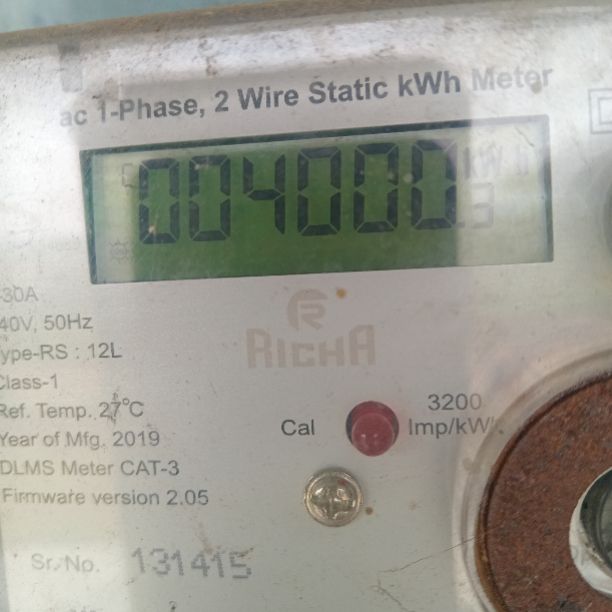 ac 1-Phase, 2 Wire Static kWh Meter
004000.3 kWh
-30A
40V, 50Hz
ype-RS : 12L
Class-1
Ref. Temp. 27°C
Year of Mfg. 2019
DLMS Meter CAT-3
Firmware version 2.05
RICHA
Cal
3200
Imp/kWh
Sr. No. 131415